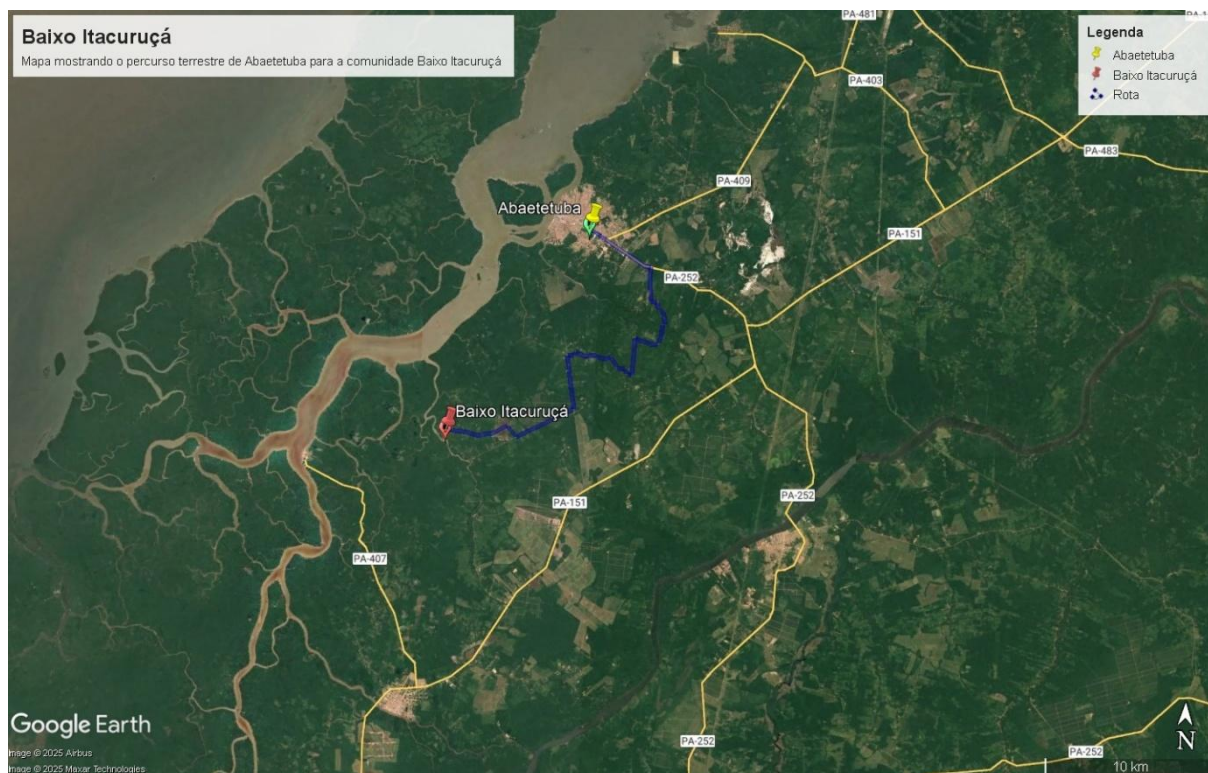 Baixo Itacuruçá
Mapa mostrando o percurso terrestre de Abaetetuba para a comunidade Baixo Itacuruçá
Legenda
Abaetetuba
Baixo Itacuruçá
Rota
PA-481
PA-403
PA-483
PA-409
Abaetetuba
PA-151
PA-252
Baixo Itacuruçá
PA-151
PA-252
PA-407
PA-252
PA-252
Google Earth
Image © 2025 Airbus
Image © 2025 Maxar Technologies
N
10 km